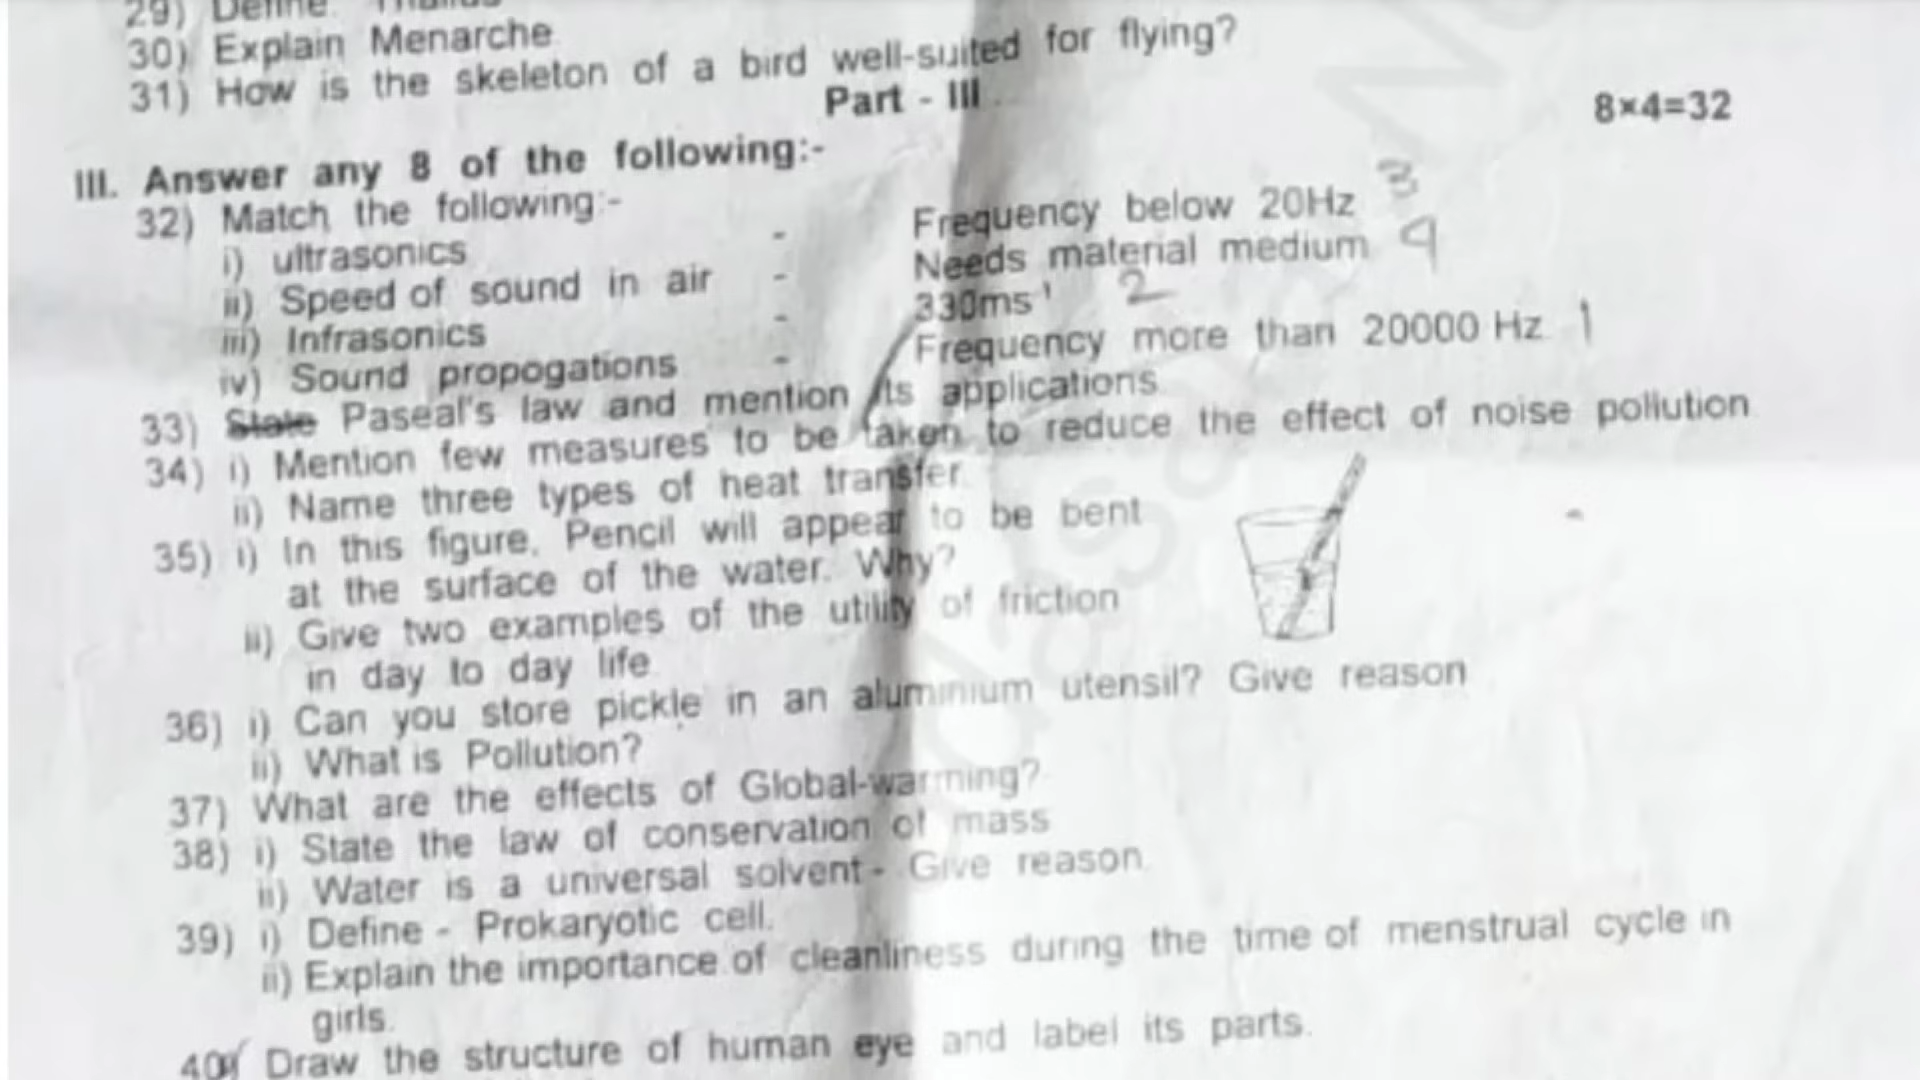 29) Define Thallus
30) Explain Menarche
31) How is the skeleton of a bird well-suited for flying?
Part - III
8×4=32
III. Answer any 8 of the following:-
32) Match the following:-
i) ultrasonics - Frequency below 20Hz 3
ii) Speed of sound in air - Needs material medium 4
iii) Infrasonics - 330ms⁻¹ 2
iv) Sound propogations - Frequency more than 20000 Hz 1
33) State Paseal's law and mention its applications
34) i) Mention few measures to be taken to reduce the effect of noise pollution
ii) Name three types of heat transfer.
35) i) In this figure, Pencil will appear to be bent
at the surface of the water. Why?
ii) Give two examples of the utility of friction
in day to day life
36) i) Can you store pickle in an aluminium utensil? Give reason
ii) What is Pollution?
37) What are the effects of Global-warming?
38) i) State the law of conservation of mass
ii) Water is a universal solvent - Give reason.
39) i) Define - Prokaryotic cell.
ii) Explain the importance of cleanliness during the time of menstrual cycle in
girls.
40) Draw the structure of human eye and label its parts.